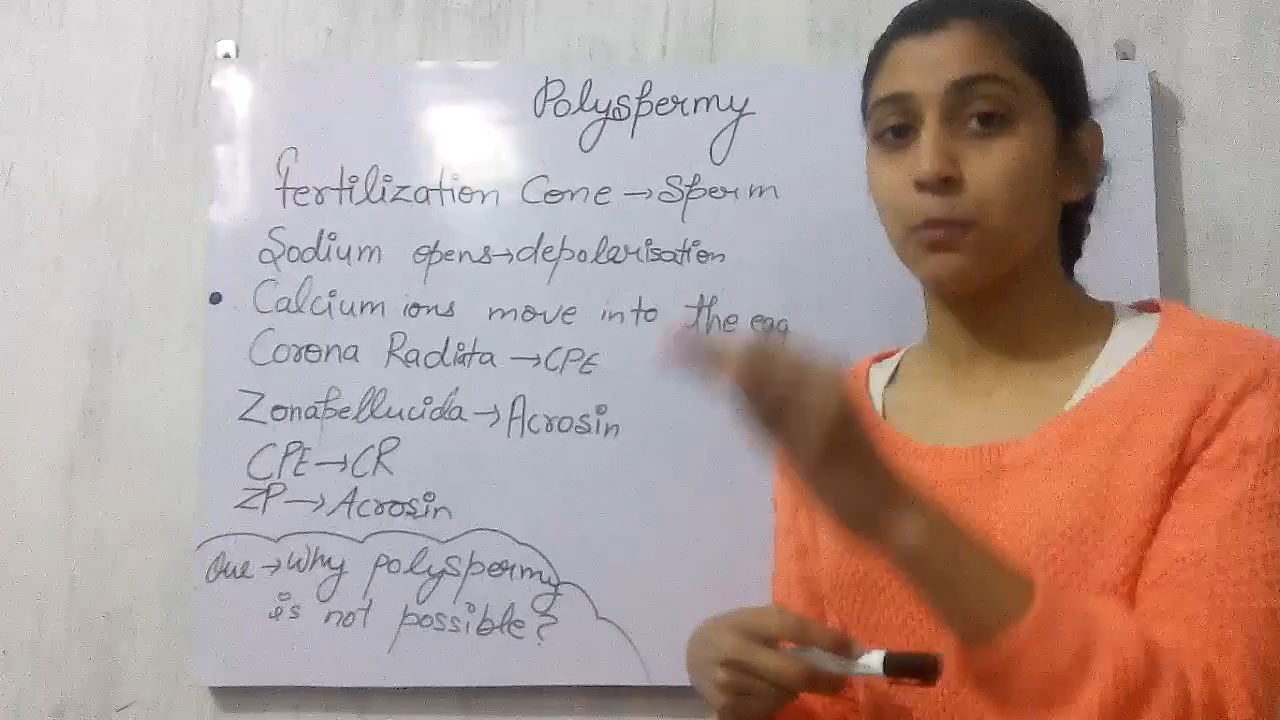 Polyspermy
Fertilization Cone → Sperm
Sodium opens → depolarisation
• Calcium ions move into the egg
Corona Radiata → CPE
Zonapellucida → Acrosin
CPE → CR
ZP → Acrosin
Que → Why polyspermy
is not possible?